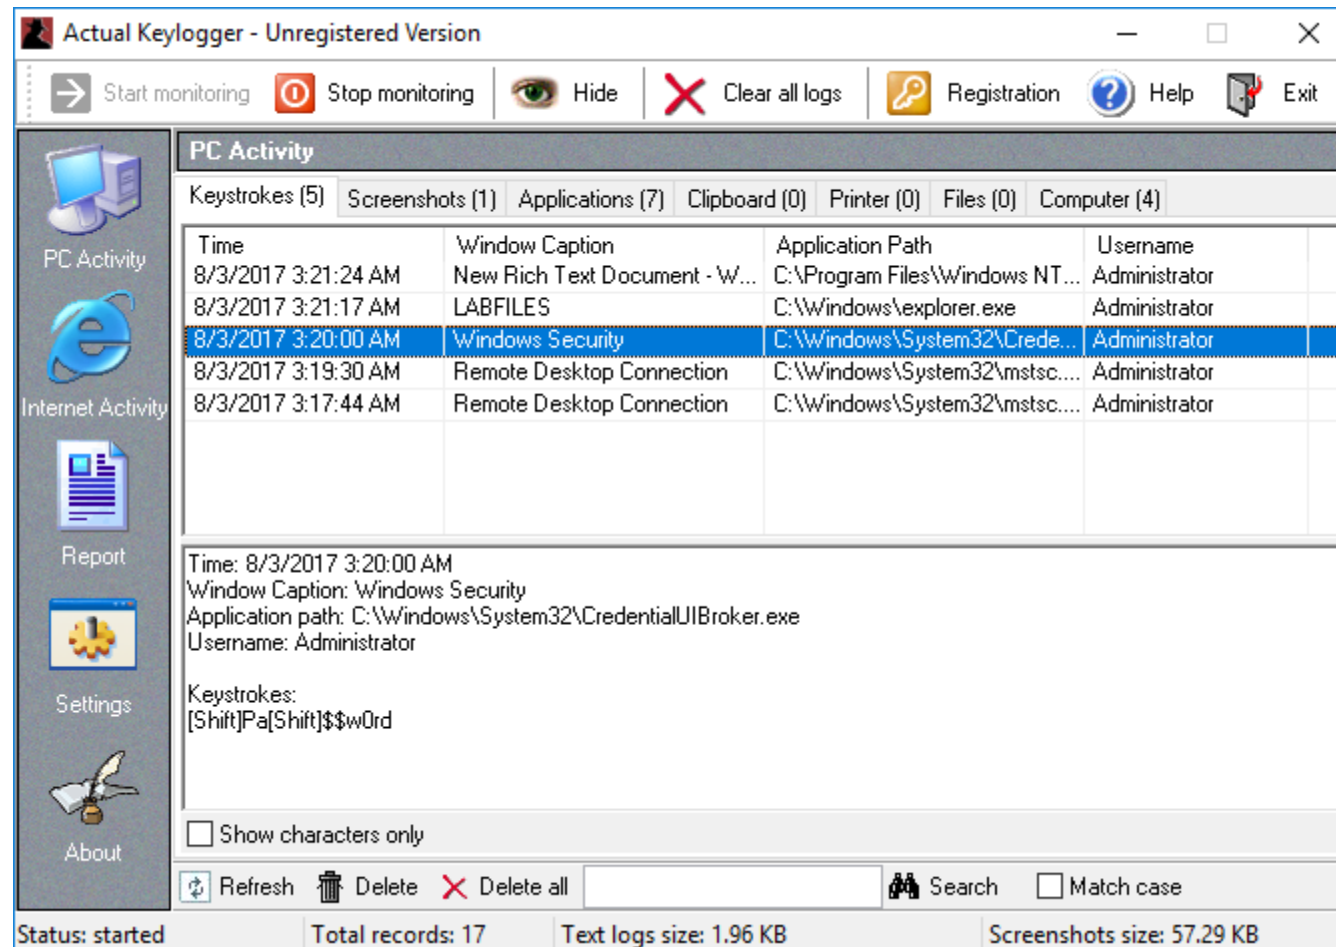 Actual Keylogger - Unregistered Version
Start monitoring Stop monitoring Hide Clear all logs Registration Help Exit
PC Activity
Keystrokes (5) Screenshots (1) Applications (7) Clipboard (0) Printer (0) Files (0) Computer (4)
Time Window Caption Application Path Username
8/3/2017 3:21:24 AM New Rich Text Document - W... C:\Program Files\Windows NT... Administrator
8/3/2017 3:21:17 AM LABFILES C:\Windows\explorer.exe Administrator
8/3/2017 3:20:00 AM Windows Security C:\Windows\System32\Crede... Administrator
8/3/2017 3:19:30 AM Remote Desktop Connection C:\Windows\System32\mstsc.... Administrator
8/3/2017 3:17:44 AM Remote Desktop Connection C:\Windows\System32\mstsc.... Administrator
PC Activity
Internet Activity
Report
Settings
About
Time: 8/3/2017 3:20:00 AM
Window Caption: Windows Security
Application path: C:\Windows\System32\CredentialUIBroker.exe
Username: Administrator
Keystrokes:
[Shift]Pa[Shift]$$w0rd
Show characters only
Refresh Delete Delete all Search Match case
Status: started Total records: 17 Text logs size: 1.96 KB Screenshots size: 57.29 KB